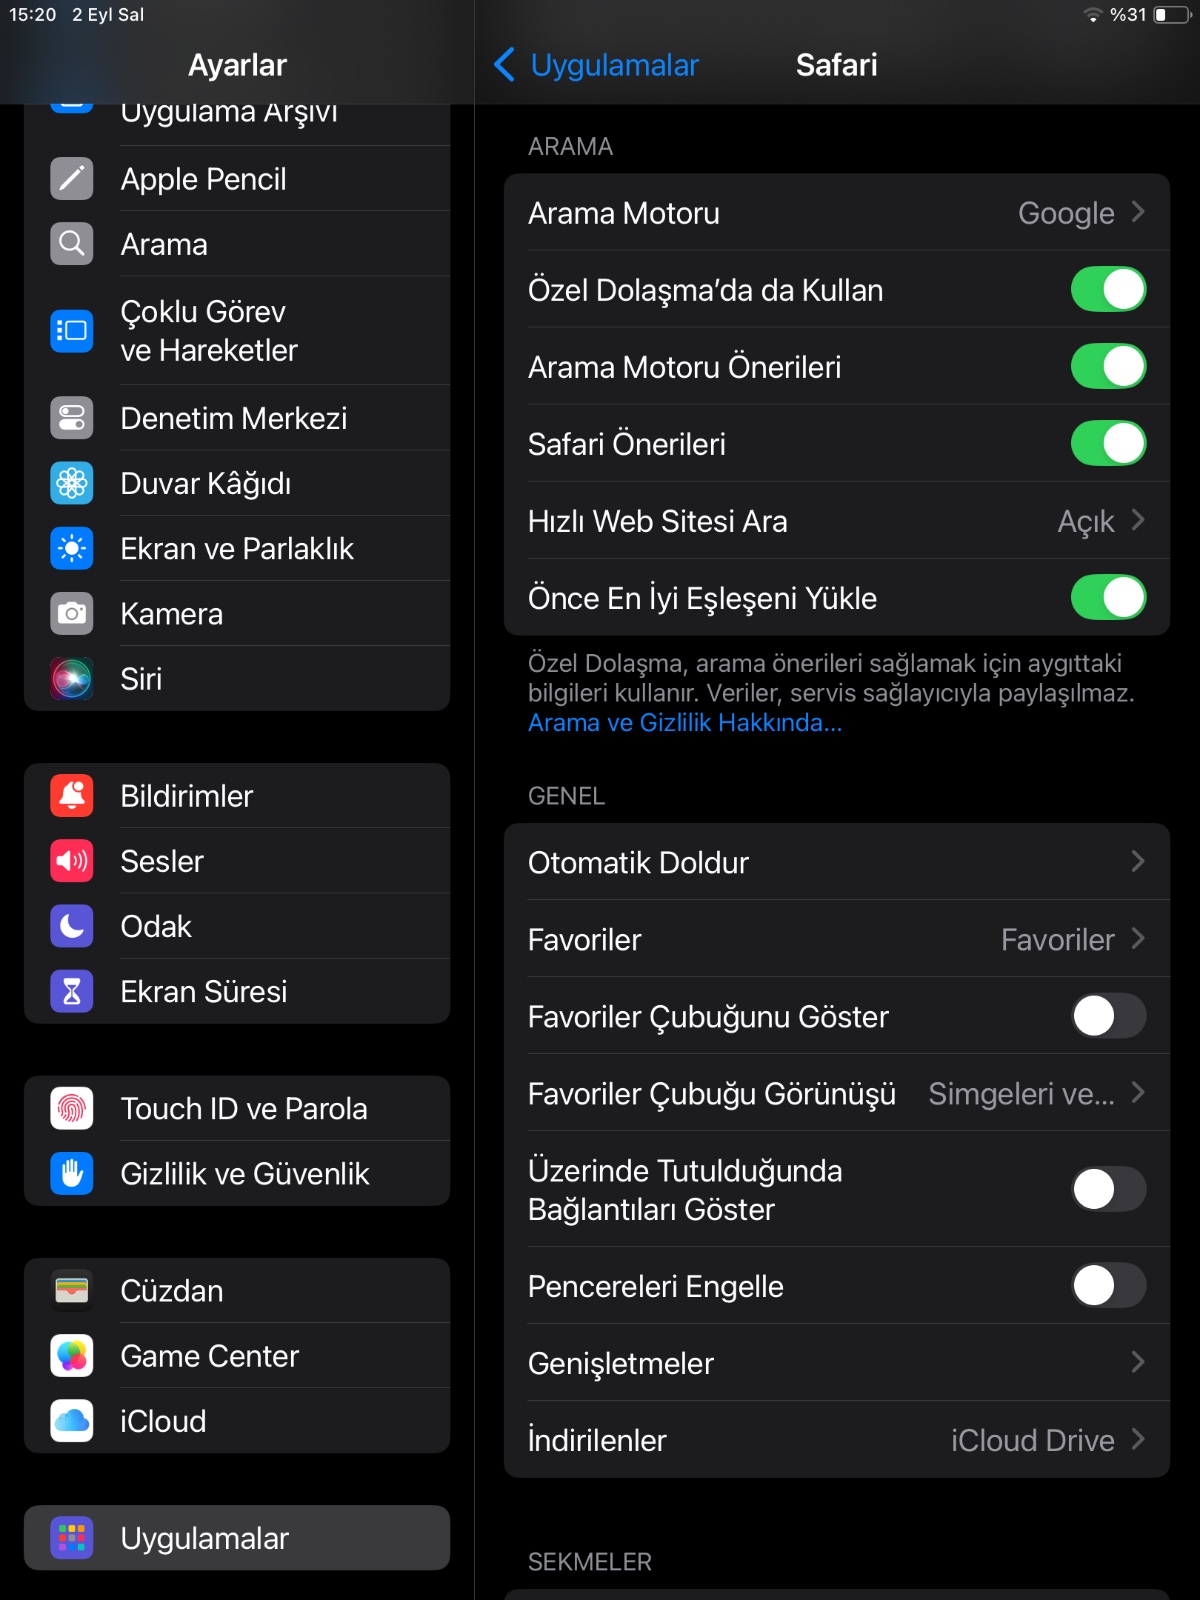 15:20 2 Eyl Sal
%31
Ayarlar
Uygulama Arşivi
Apple Pencil
Arama
Çoklu Görev
ve Hareketler
Denetim Merkezi
Duvar Kâğıdı
Ekran ve Parlaklık
Kamera
Siri
Bildirimler
Sesler
Odak
Ekran Süresi
Touch ID ve Parola
Gizlilik ve Güvenlik
Cüzdan
Game Center
iCloud
Uygulamalar
Uygulamalar
Safari
ARAMA
Arama Motoru Google
Özel Dolaşma’da da Kullan
Arama Motoru Önerileri
Safari Önerileri
Hızlı Web Sitesi Ara Açık
Önce En İyi Eşleşeni Yükle
Özel Dolaşma, arama önerileri sağlamak için aygıttaki
bilgileri kullanır. Veriler, servis sağlayıcıyla paylaşılmaz.
Arama ve Gizlilik Hakkında...
GENEL
Otomatik Doldur
Favoriler Favoriler
Favoriler Çubuğunu Göster
Favoriler Çubuğu Görünüşü Simgeleri ve...
Üzerinde Tutulduğunda
Bağlantıları Göster
Pencereleri Engelle
Genişletmeler
İndirilenler iCloud Drive
SEKMELER